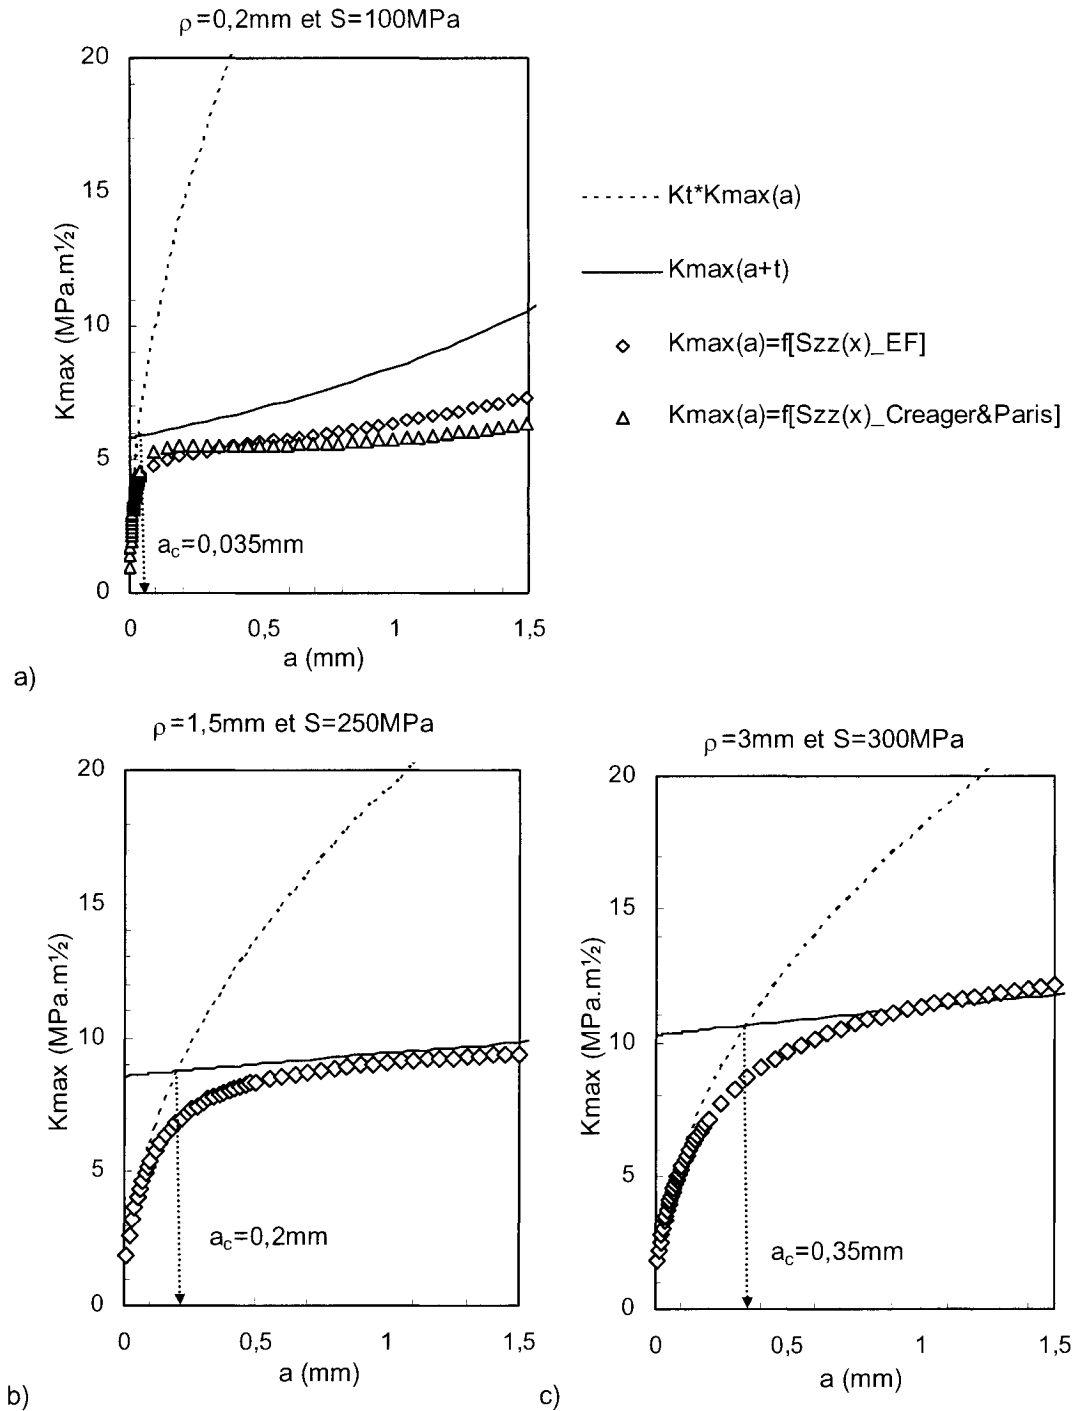 ρ=0,2mm et S=100MPa
20
15
10
5
0
Kmax (MPa.m½)
ac=0,035mm
0
0,5
1
1,5
a (mm)
a)
Kt*Kmax(a)
Kmax(a+t)
Kmax(a)=f[Szz(x)_EF]
Kmax(a)=f[Szz(x)_Creager&Paris]
ρ=1,5mm et S=250MPa
20
15
10
5
0
Kmax (MPa.m½)
ac=0,2mm
0
0,5
1
1,5
a (mm)
b)
ρ=3mm et S=300MPa
20
15
10
5
0
Kmax (MPa.m½)
ac=0,35mm
0
0,5
1
1,5
a (mm)
c)